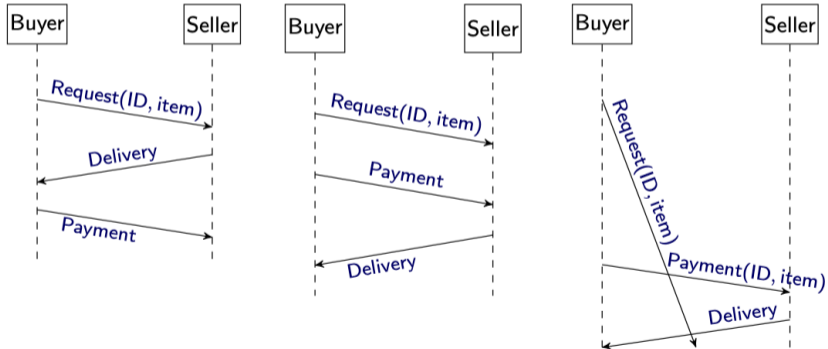 Buyer
Seller
Request(ID, item)
Delivery
Payment
Buyer
Seller
Request(ID, item)
Payment
Delivery
Buyer
Seller
Request(ID, item)
Payment(ID, item)
Delivery